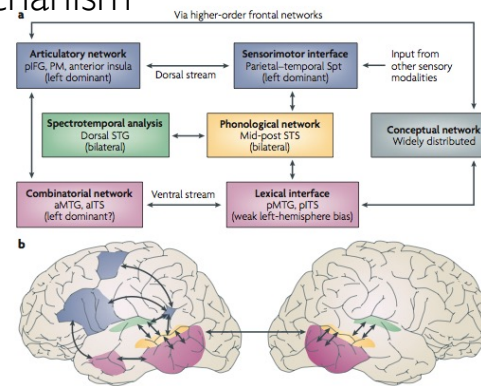 a
Via higher-order frontal networks
Articulatory network
pIFG, PM, anterior insula
(left dominant)
Dorsal stream
Sensorimotor interface
Parietal–temporal Spt
(left dominant)
Input from
other sensory
modalities
Spectrotemporal analysis
Dorsal STG
(bilateral)
Phonological network
Mid-post STS
(bilateral)
Conceptual network
Widely distributed
Combinatorial network
aMTG, aITS
(left dominant?)
Ventral stream
Lexical interface
pMTG, pITS
(weak left-hemisphere bias)
b